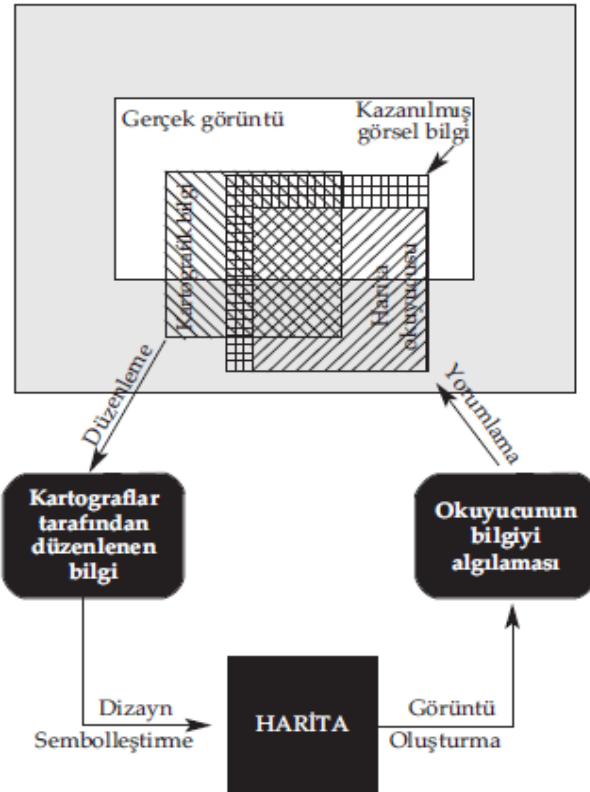 Gerçek görüntü
Kazanılmış
görsel bilgi
Kartografik bilgi
Harita
okuyucusu
Düzenleme
Yorumlama
Kartograflar
tarafından
düzenlenen
bilgi
Okuyucunun
bilgiyi
algılaması
Dizayn
Sembolleştirme
HARİTA
Görüntü
Oluşturma